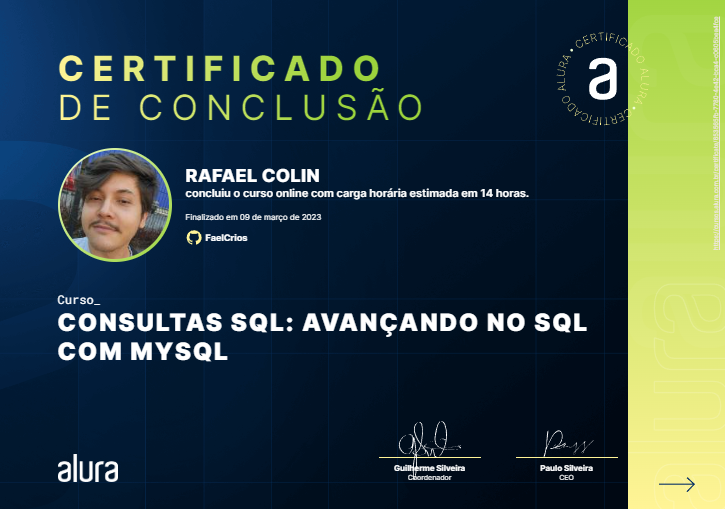 CERTIFICADO
DE CONCLUSÃO
CERTIFICADO ALURA • CERTIFICADO ALURA •
a
RAFAEL COLIN
concluiu o curso online com carga horária estimada em 14 horas.
Finalizado em 09 de março de 2023
FaelCrios
Curso_
CONSULTAS SQL: AVANÇANDO NO SQL
COM MYSQL
Guilherme Silveira
Coordenador
Paulo Silveira
CEO
alura
alura